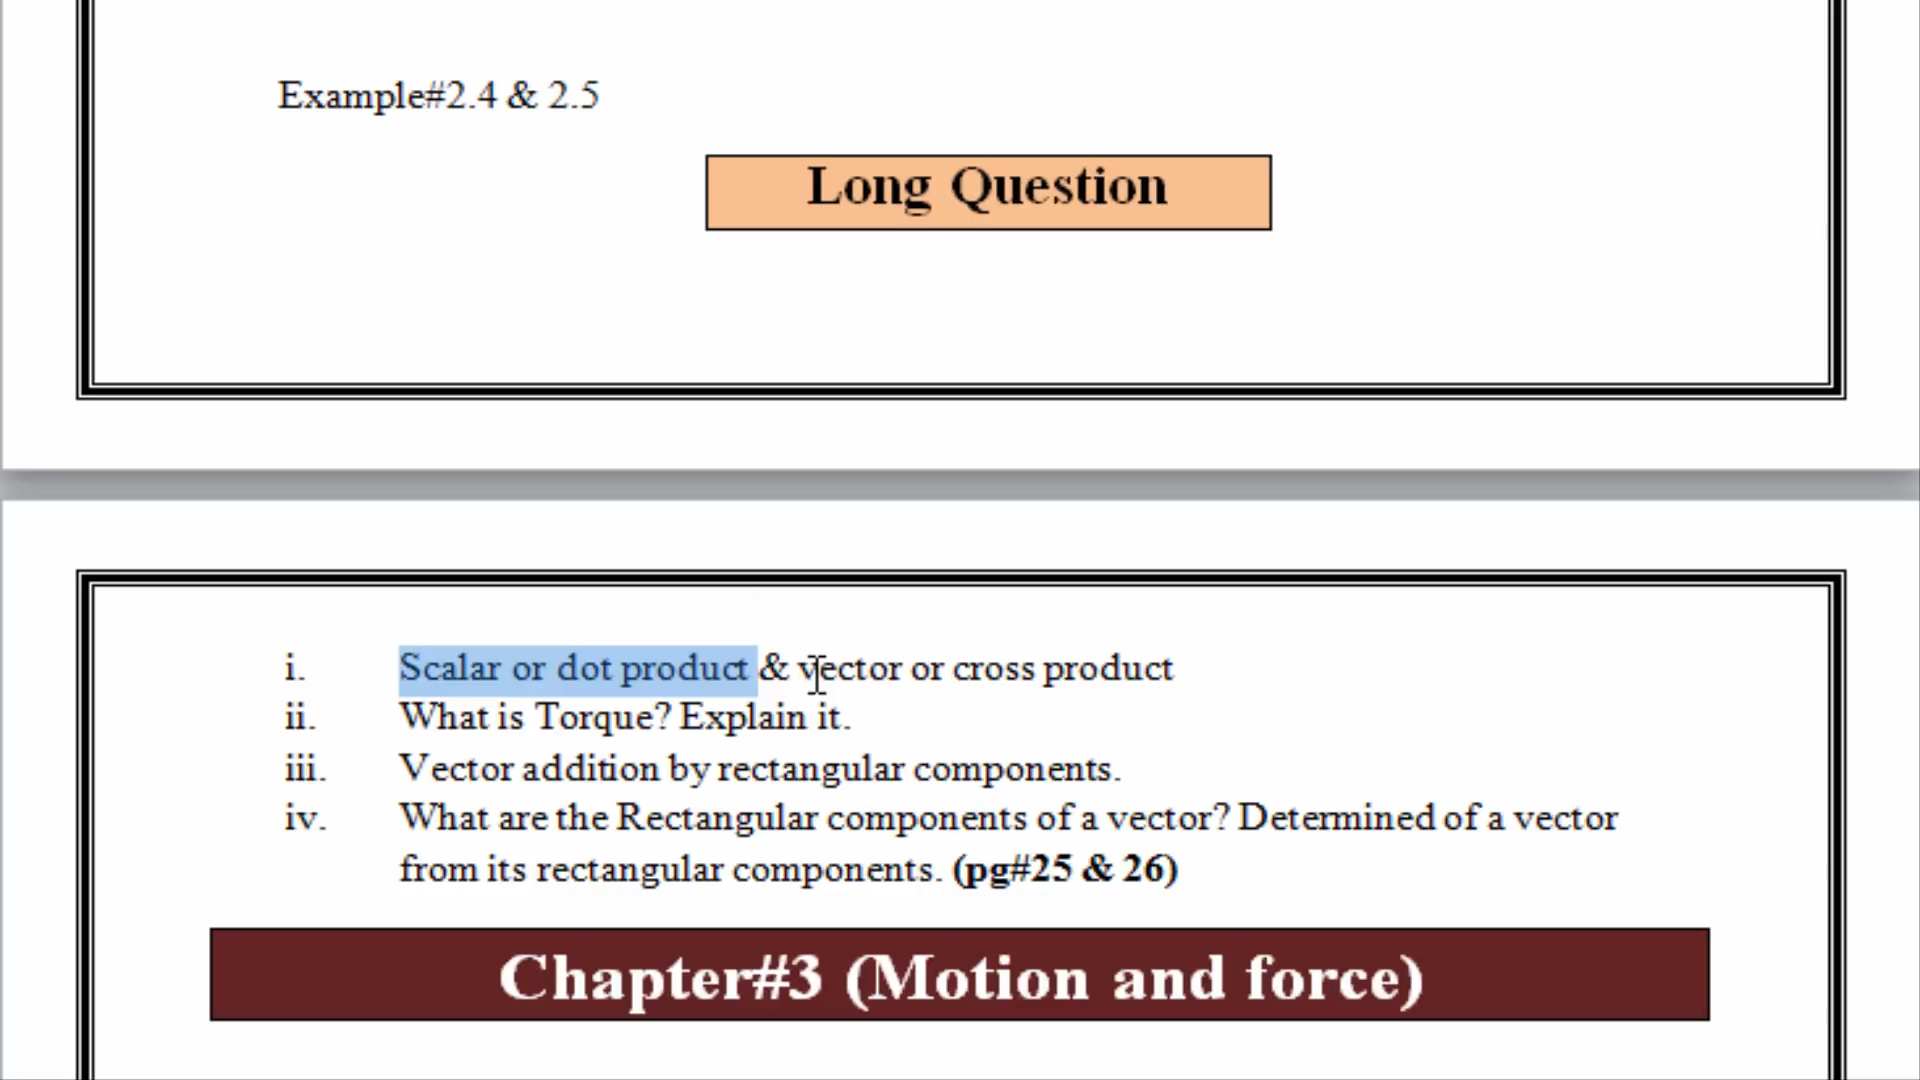 Example#2.4 & 2.5
Long Question
i. Scalar or dot product & vector or cross product
ii. What is Torque? Explain it.
iii. Vector addition by rectangular components.
iv. What are the Rectangular components of a vector? Determined of a vector
from its rectangular components. (pg#25 & 26)
Chapter#3 (Motion and force)